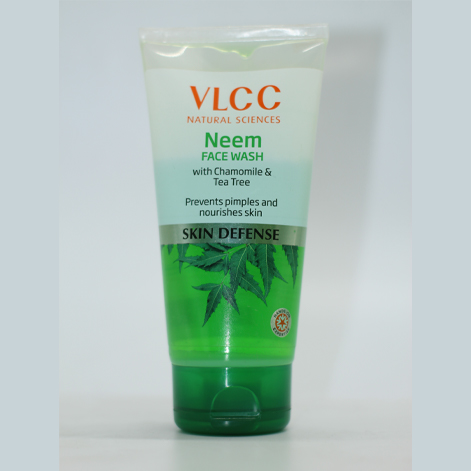 VLCC
NATURAL SCIENCES
Neem
FACE WASH
with Chamomile &
Tea Tree
Prevents pimples and
nourishes skin
SKIN DEFENSE